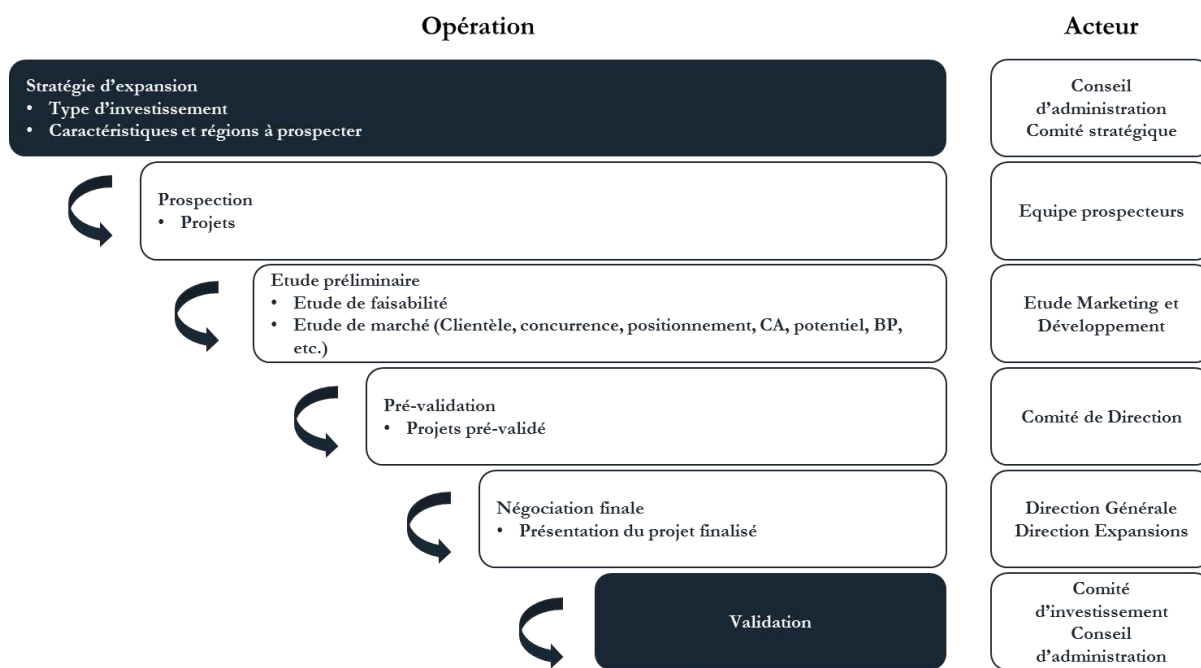 Opération
Acteur
Stratégie d'expansion
• Type d'investissement
• Caractéristiques et régions à prospecter
Conseil
d'administration
Comité stratégique
Prospection
• Projets
Equipe prospecteurs
Etude préliminaire
• Etude de faisabilité
• Etude de marché (Clientèle, concurrence, positionnement, CA, potentiel, BP,
etc.)
Etude Marketing et
Développement
Pré-validation
• Projets pré-validé
Comité de Direction
Négociation finale
• Présentation du projet finalisé
Direction Générale
Direction Expansions
Validation
Comité
d'investissement
Conseil
d'administration